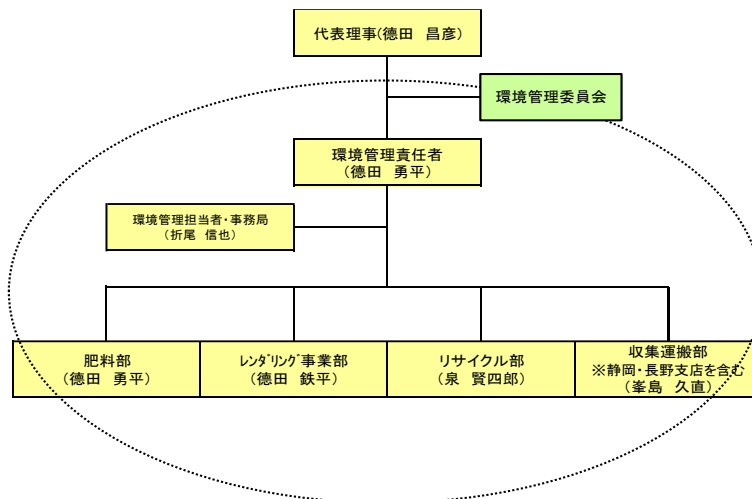 代表理事(德田　昌彦)
環境管理委員会
環境管理責任者
(德田　勇平)
環境管理担当者・事務局
(折尾　信也)
肥料部
(德田　勇平)
ﾚﾝﾀﾞﾘﾝｸﾞ事業部
(德田　鉄平)
リサイクル部
(泉　賢四郎)
収集運搬部
※静岡・長野支店を含む
(峯島　久直)